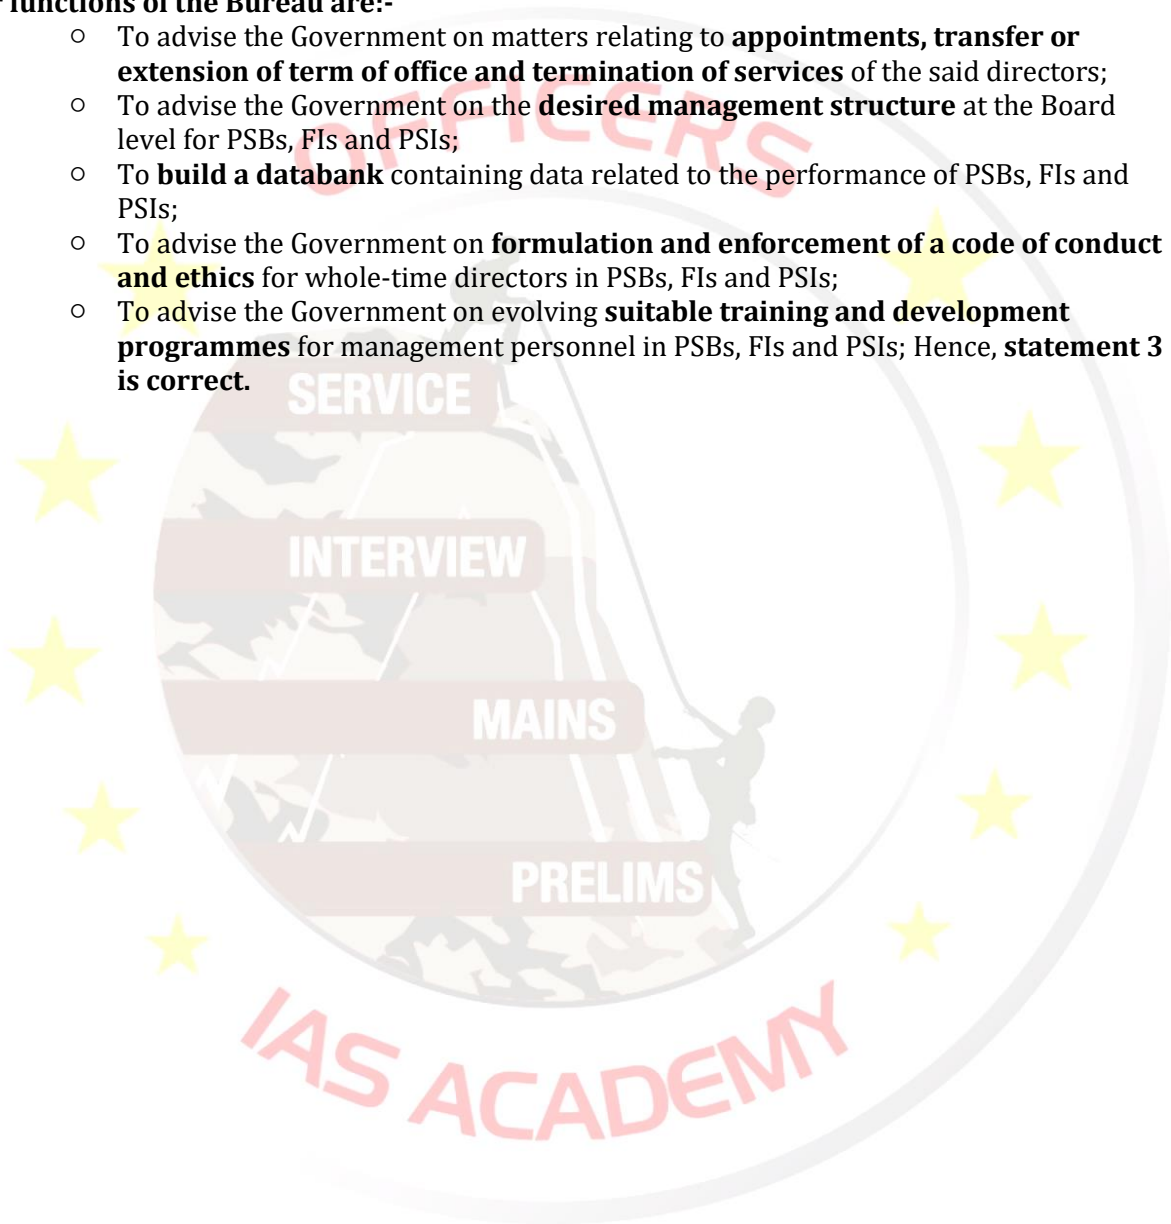 functions of the Bureau are:-
○ To advise the Government on matters relating to appointments, transfer or
extension of term of office and termination of services of the said directors;
○ To advise the Government on the desired management structure at the Board
level for PSBs, FIs and PSIs;
○ To build a databank containing data related to the performance of PSBs, FIs and
PSIs;
○ To advise the Government on formulation and enforcement of a code of conduct
and ethics for whole-time directors in PSBs, FIs and PSIs;
○ To advise the Government on evolving suitable training and development
programmes for management personnel in PSBs, FIs and PSIs; Hence, statement 3
is correct.
OFFICERS
SERVICE
INTERVIEW
MAINS
PRELIMS
IAS ACADEMY